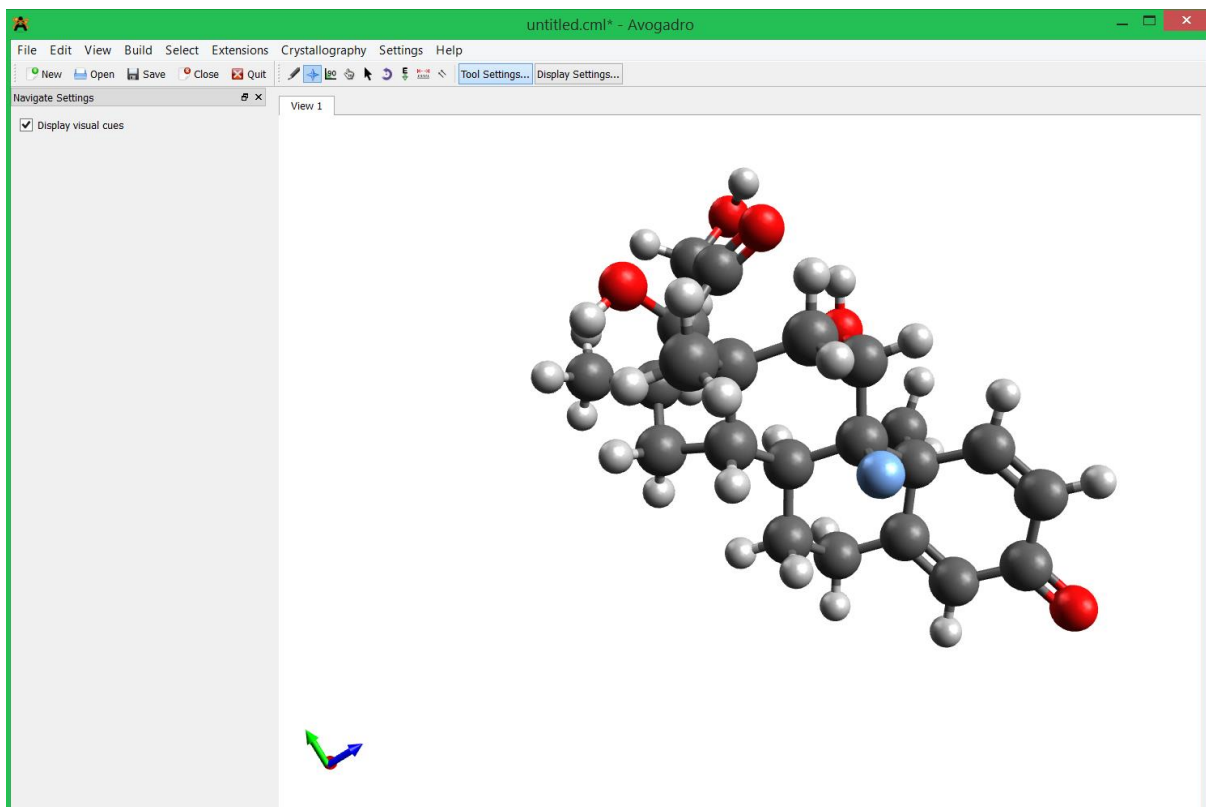 untitled.cml* - Avogadro
File Edit View Build Select Extensions Crystallography Settings Help
New Open Save Close Quit Tool Settings... Display Settings...
Navigate Settings
View 1
Display visual cues